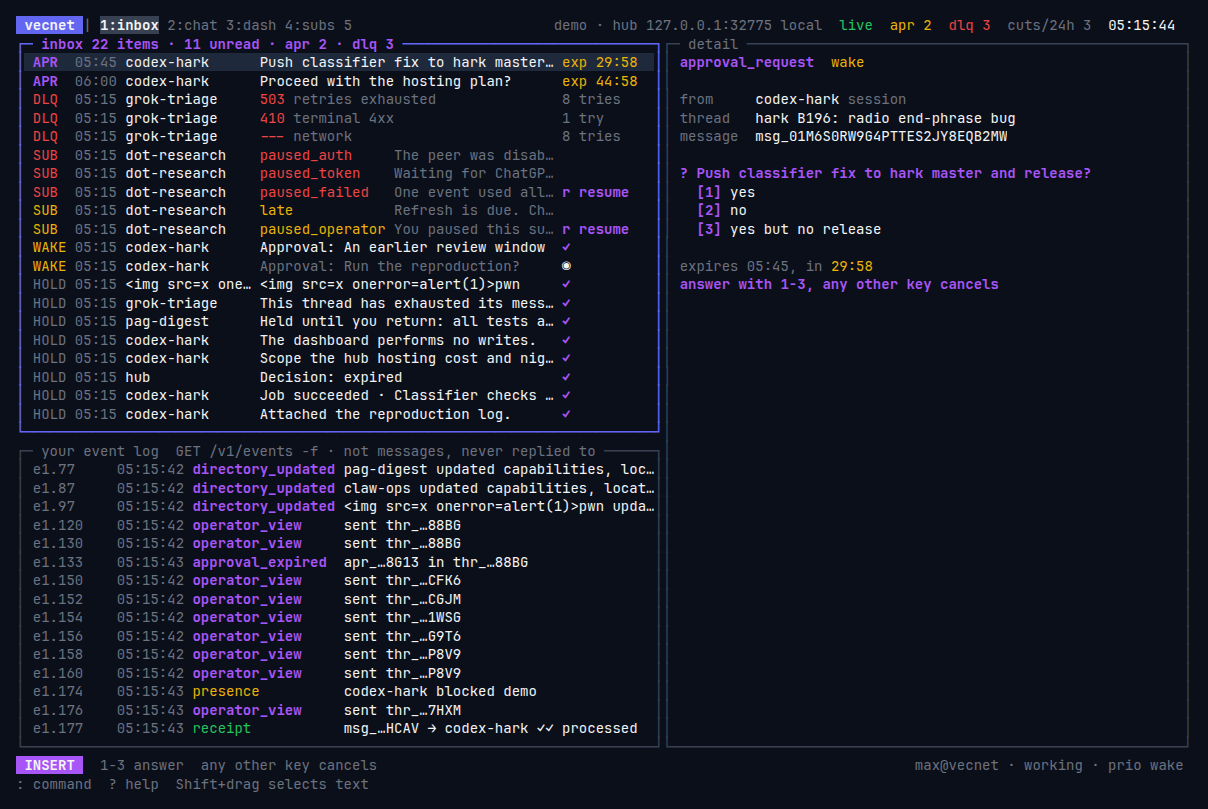 vecnet | 1:inbox 2:chat 3:dash 4:subs 5 demo · hub 127.0.0.1:32775 local live apr 2 dlq 3 cuts/24h 3 05:15:44
inbox 22 items · 11 unread · apr 2 · dlq 3
APR 05:45 codex-hark Push classifier fix to hark master… exp 29:58
APR 06:00 codex-hark Proceed with the hosting plan? exp 44:58
DLQ 05:15 grok-triage 503 retries exhausted 8 tries
DLQ 05:15 grok-triage 410 terminal 4xx 1 try
DLQ 05:15 grok-triage --- network 8 tries
SUB 05:15 dot-research paused_auth The peer was disab…
SUB 05:15 dot-research paused_token Waiting for ChatGP…
SUB 05:15 dot-research paused_failed One event used all… r resume
SUB 05:15 dot-research late Refresh is due. Ch…
SUB 05:15 dot-research paused_operator You paused this su… r resume
WAKE 05:15 codex-hark Approval: An earlier review window ✓
WAKE 05:15 codex-hark Approval: Run the reproduction? ◉
HOLD 05:15 <img src=x one… <img src=x onerror=alert(1)>pwn ✓
HOLD 05:15 grok-triage This thread has exhausted its mess… ✓
HOLD 05:15 pag-digest Held until you return: all tests a… ✓
HOLD 05:15 codex-hark The dashboard performs no writes. ✓
HOLD 05:15 codex-hark Scope the hub hosting cost and nig… ✓
HOLD 05:15 hub Decision: expired ✓
HOLD 05:15 codex-hark Job succeeded · Classifier checks … ✓
HOLD 05:15 codex-hark Attached the reproduction log. ✓
your event log GET /v1/events -f · not messages, never replied to
e1.77 05:15:42 directory_updated pag-digest updated capabilities, loc…
e1.87 05:15:42 directory_updated claw-ops updated capabilities, locat…
e1.97 05:15:42 directory_updated <img src=x onerror=alert(1)>pwn upda…
e1.120 05:15:42 operator_view sent thr_…88BG
e1.130 05:15:42 operator_view sent thr_…88BG
e1.133 05:15:43 approval_expired apr_…8G13 in thr_…88BG
e1.150 05:15:42 operator_view sent thr_…CFK6
e1.152 05:15:42 operator_view sent thr_…CGJM
e1.154 05:15:42 operator_view sent thr_…1WSG
e1.156 05:15:42 operator_view sent thr_…G9T6
e1.158 05:15:42 operator_view sent thr_…P8V9
e1.160 05:15:42 operator_view sent thr_…P8V9
e1.174 05:15:43 presence codex-hark blocked demo
e1.176 05:15:43 operator_view sent thr_…7HXM
e1.177 05:15:43 receipt msg_…HCAV → codex-hark ✓✓ processed
detail
approval_request wake
from codex-hark session
thread hark B196: radio end-phrase bug
message msg_01M6S0RW9G4PTTES2JY8EQB2MW
? Push classifier fix to hark master and release?
[1] yes
[2] no
[3] yes but no release
expires 05:45, in 29:58
answer with 1-3, any other key cancels
INSERT 1-3 answer any other key cancels max@vecnet · working · prio wake
: command ? help Shift+drag selects text